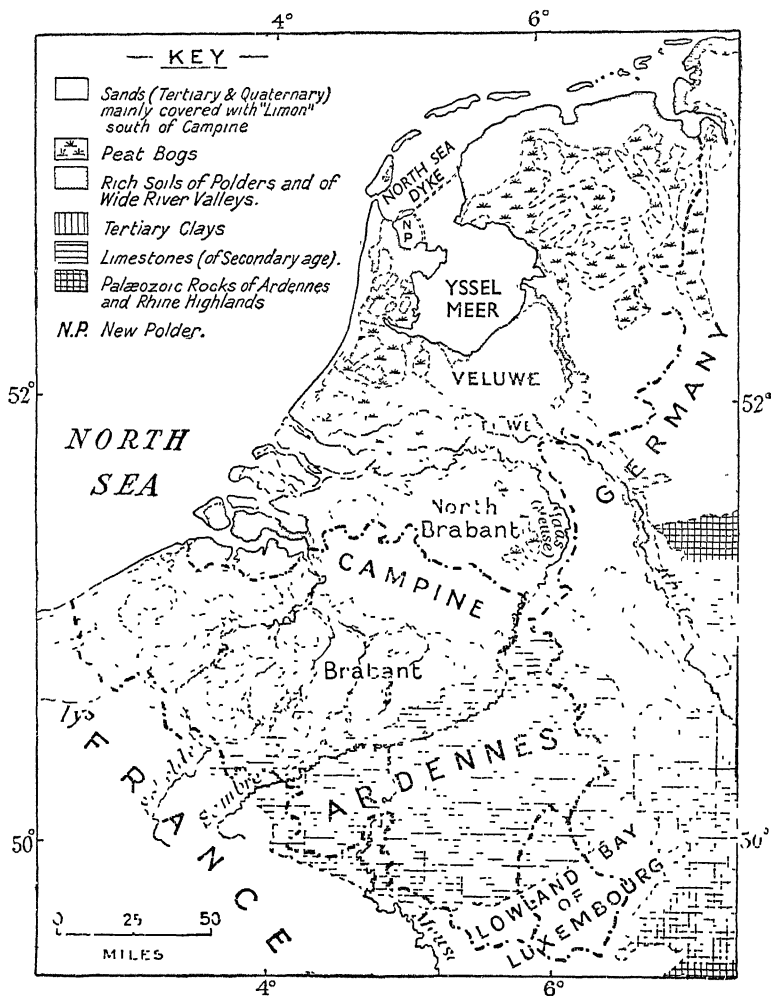 4° 6°
— KEY —
Sands (Tertiary & Quaternary)
mainly covered with "Limon"
south of Campine
Peat Bogs
Rich Soils of Polders and of
Wide River Valleys.
Tertiary Clays
Limestones (of Secondary age).
Palæozoic Rocks of Ardennes
and Rhine Highlands
N.P. New Polder.
NORTH SEA
DYKE
N
P
YSSEL
MEER
VELUWE
52° 52°
NORTH
SEA
GERMANY
North
Brabant
Maas
(Meuse)
CAMPINE
Brabant
Lys
FRANCE
Sambre
ARDENNES
50° 50°
LOWLAND BAY
OF
LUXEMBOURG
Meuse
0 25 50
MILES
4° 6°